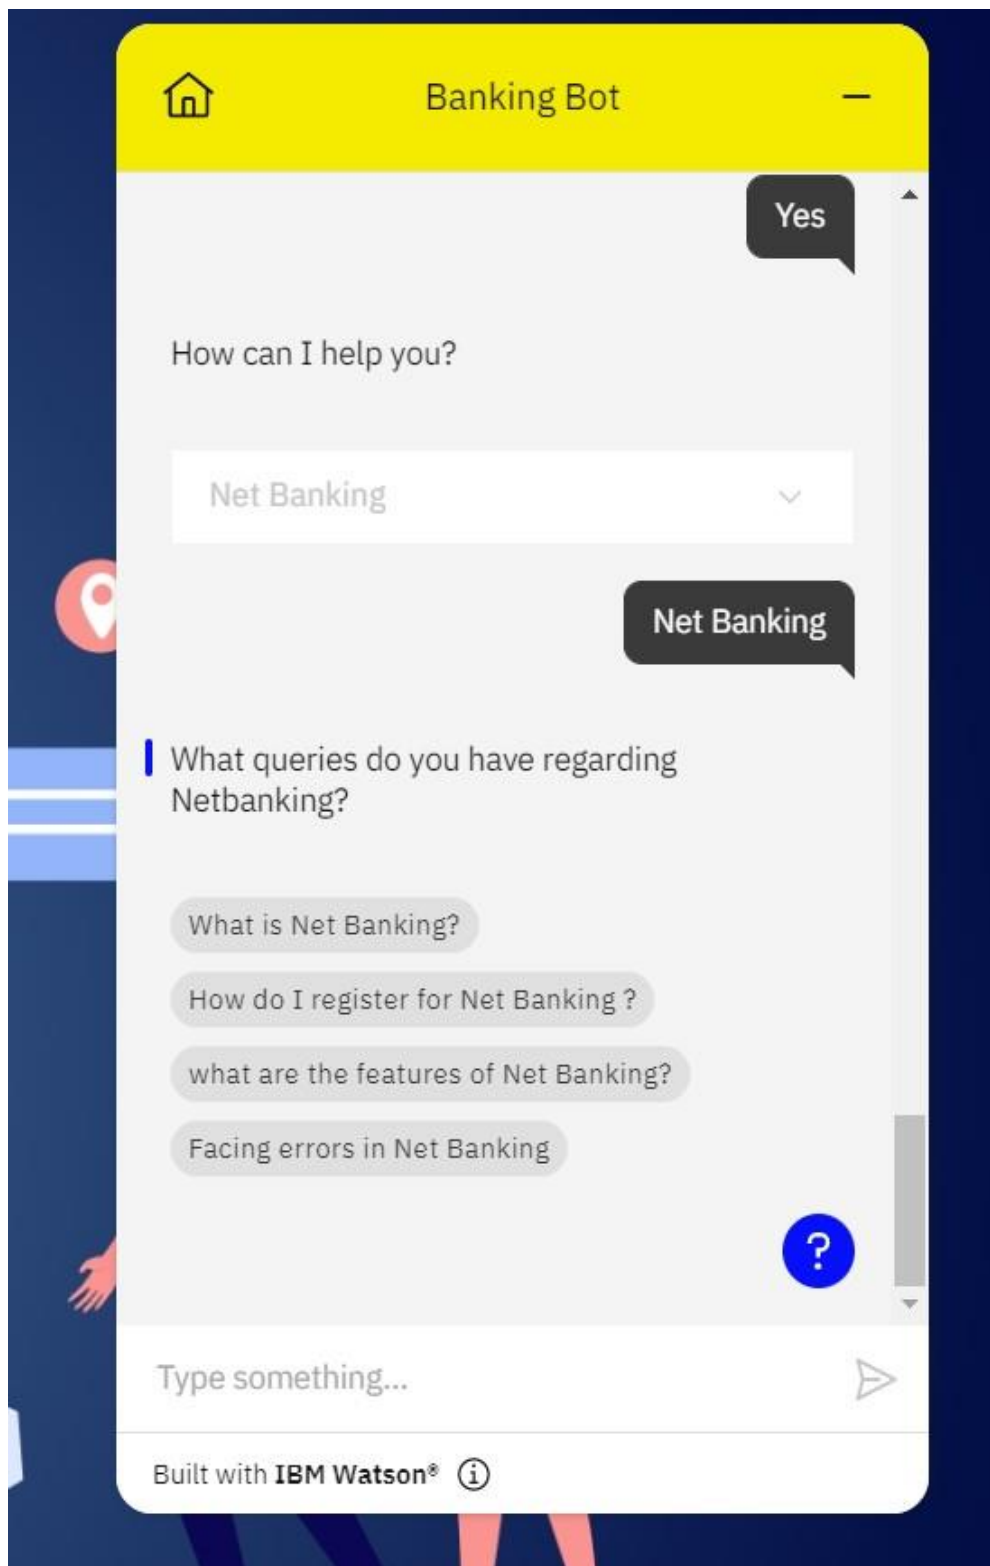 Banking Bot
Yes
How can I help you?
Net Banking
Net Banking
What queries do you have regarding
Netbanking?
What is Net Banking?
How do I register for Net Banking ?
what are the features of Net Banking?
Facing errors in Net Banking
?
Type something...
Built with IBM Watson®